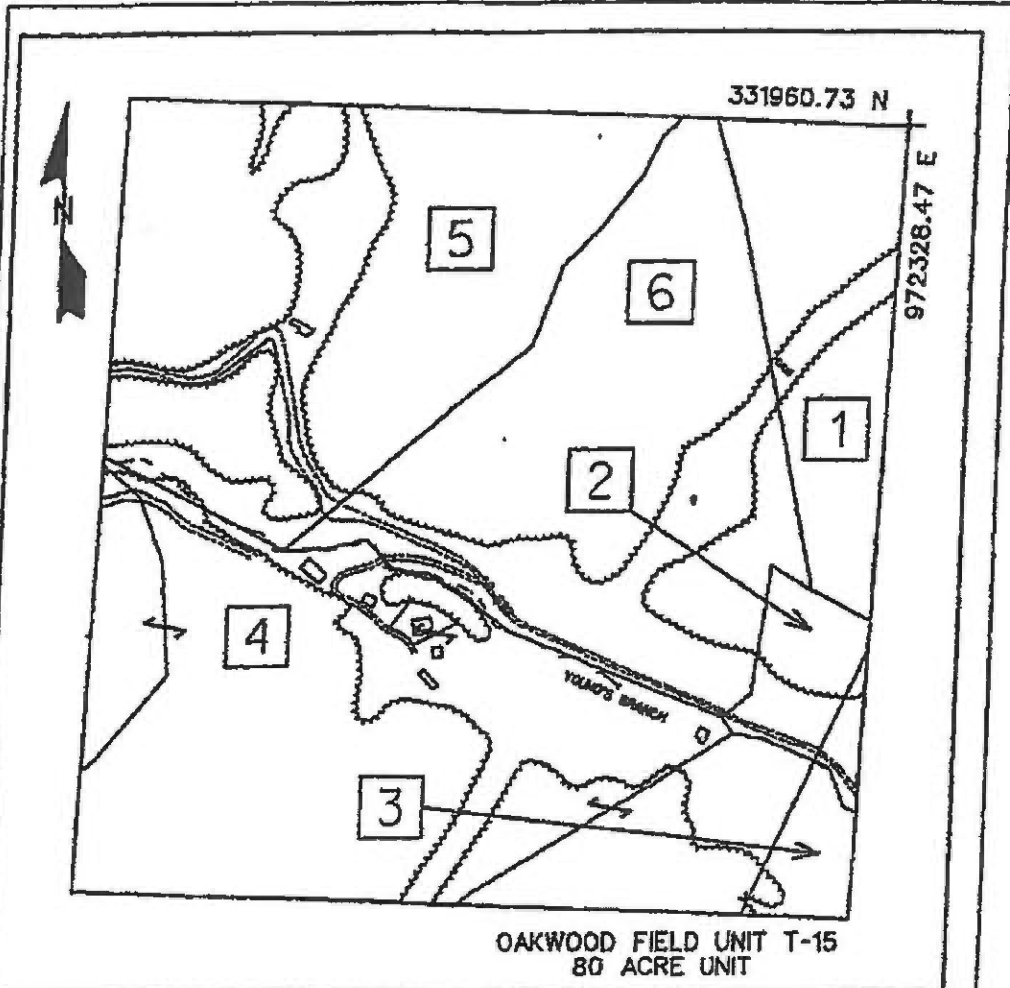 331960.73 N
972328.47 E
N
5
6
1
2
4
YOUNG'S BRANCH
3
OAKWOOD FIELD UNIT T-15
80 ACRE UNIT